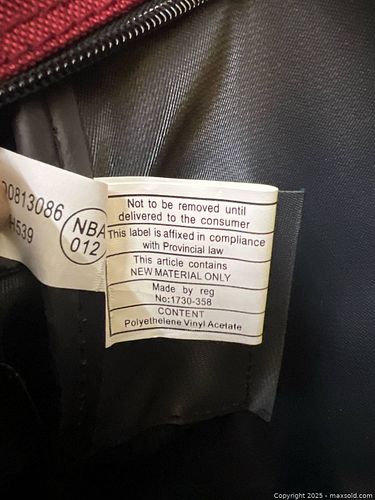 00813086
H539
NBA
012
Not to be removed until
delivered to the consumer
This label is affixed in compliance
with Provincial law
This article contains
NEW MATERIAL ONLY
Made by reg
No:1730-358
CONTENT
Polyethelene Vinyl Acetate
Copyright 2025 - maxsold.com